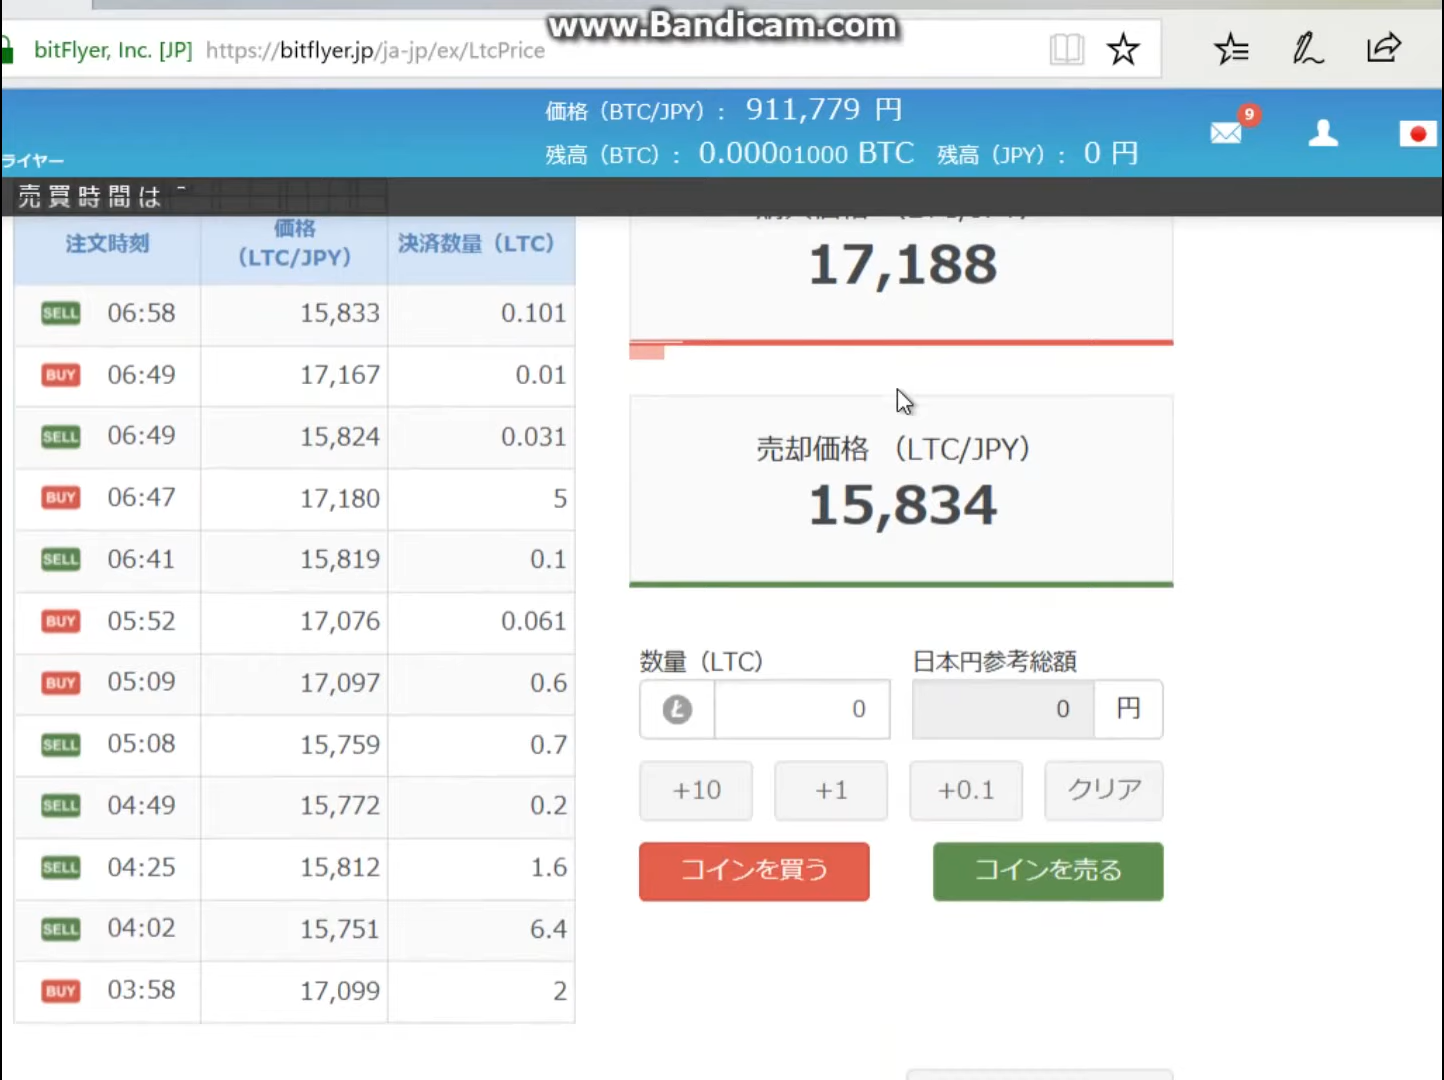 www.Bandicam.com
bitFlyer, Inc. [JP] https://bitflyer.jp/ja-jp/ex/LtcPrice
価格（BTC/JPY）： 911,779 円
9
ライヤー
残高（BTC）： 0.00001000 BTC 残高（JPY）： 0 円
売買時間は
注文時刻 価格（LTC/JPY） 決済数量（LTC）
17,188
SELL 06:58 15,833 0.101
BUY 06:49 17,167 0.01
SELL 06:49 15,824 0.031
売却価格 （LTC/JPY）
BUY 06:47 17,180 5
15,834
SELL 06:41 15,819 0.1
BUY 05:52 17,076 0.061
数量（LTC） 日本円参考総額
BUY 05:09 17,097 0.6
0 0 円
SELL 05:08 15,759 0.7
+10 +1 +0.1 クリア
SELL 04:49 15,772 0.2
SELL 04:25 15,812 1.6
コインを買う コインを売る
SELL 04:02 15,751 6.4
BUY 03:58 17,099 2